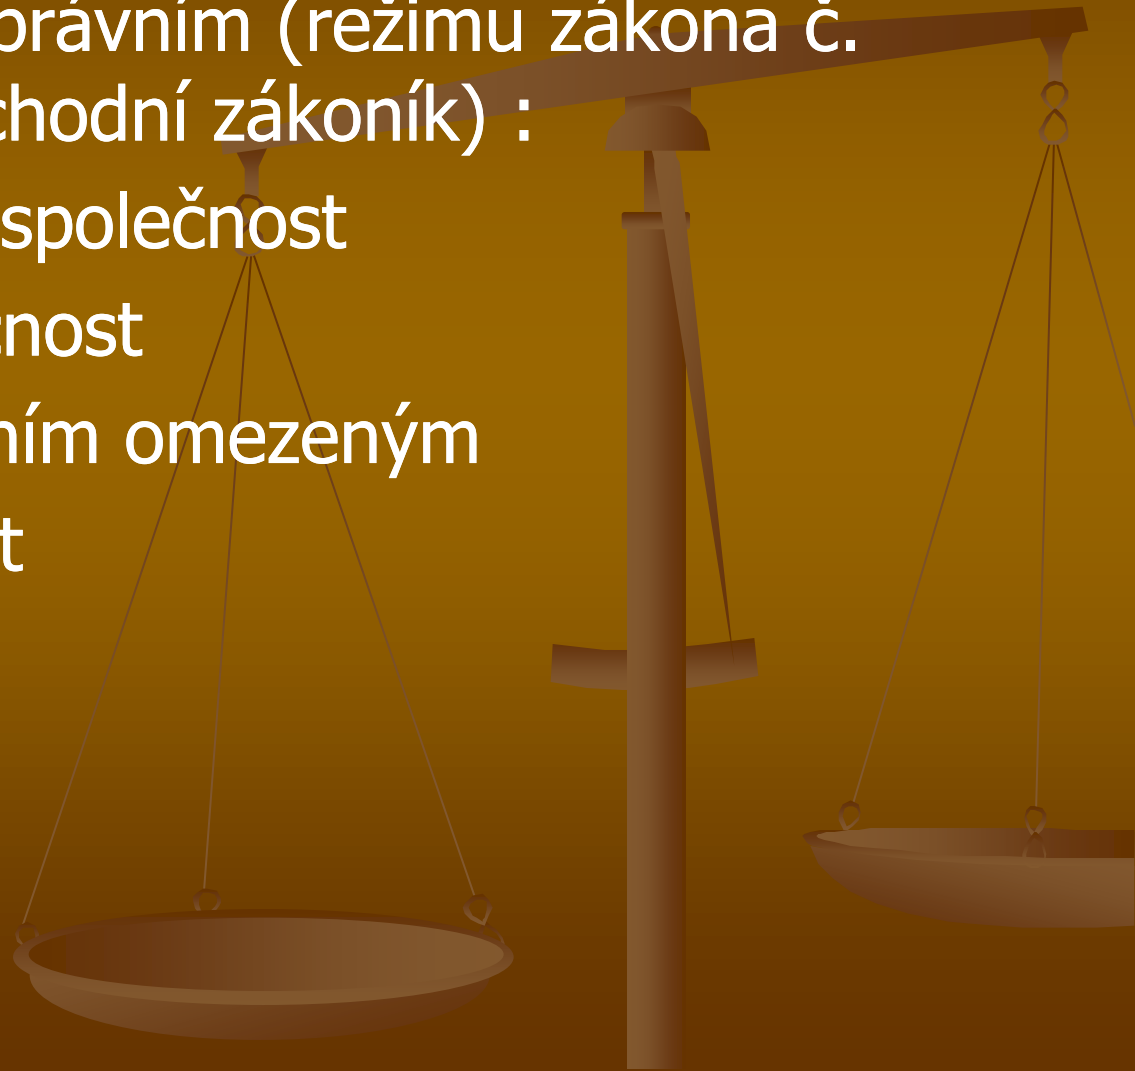 právním (režimu zákona č.
chodní zákoník) :
společnost
nost
ním omezeným
t